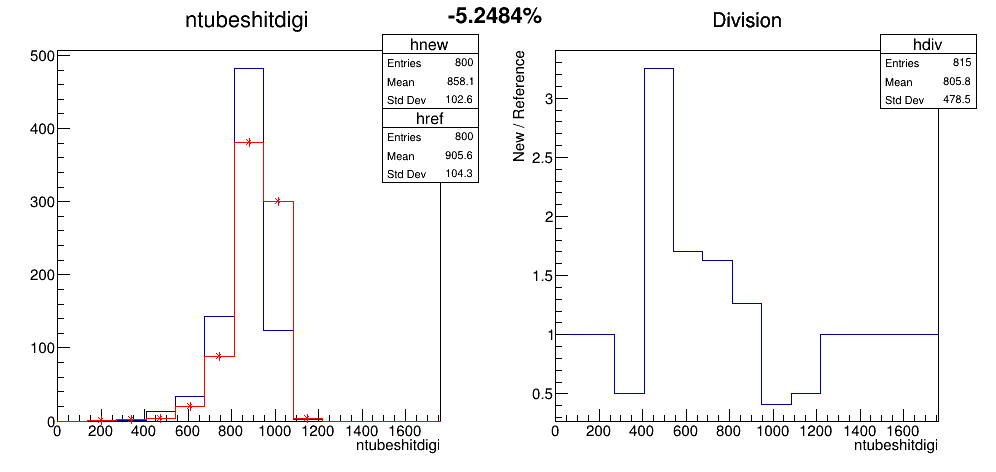 -5.2484%
ntubeshitdigi
hnew
Entries 800
Mean 858.1
Std Dev 102.6
href
Entries 800
Mean 905.6
Std Dev 104.3
500
400
300
200
100
0
0 200 400 600 800 1000 1200 1400 1600
ntubeshitdigi
Division
hdiv
Entries 815
Mean 805.8
Std Dev 478.5
New / Reference
3
2.5
2
1.5
1
0.5
0 200 400 600 800 1000 1200 1400 1600
ntubeshitdigi